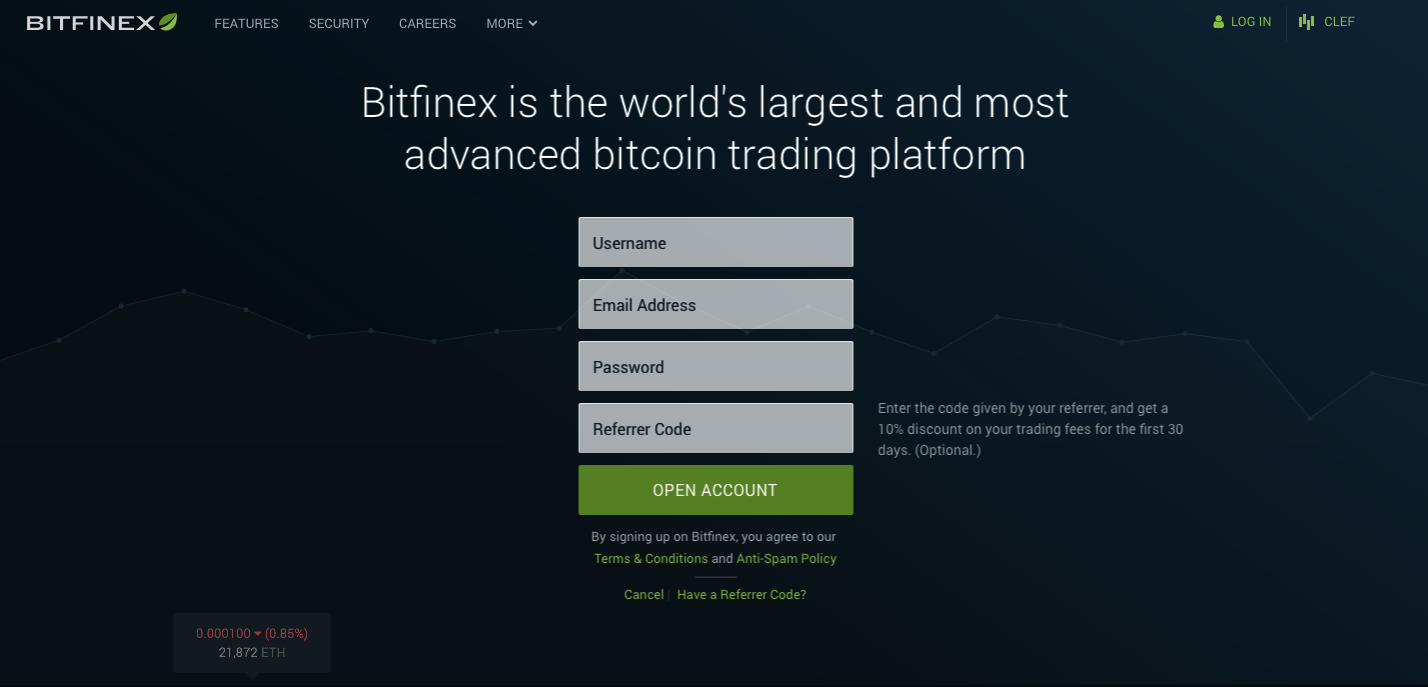 BITFINEX FEATURES SECURITY CAREERS MORE LOG IN CLEF
Bitfinex is the world's largest and most
advanced bitcoin trading platform
Username
Email Address
Password
Referrer Code
Enter the code given by your referrer, and get a
10% discount on your trading fees for the first 30
days. (Optional.)
OPEN ACCOUNT
By signing up on Bitfinex, you agree to our
Terms & Conditions and Anti-Spam Policy
Cancel | Have a Referrer Code?
0.000100 (0.85%)
21,872 ETH